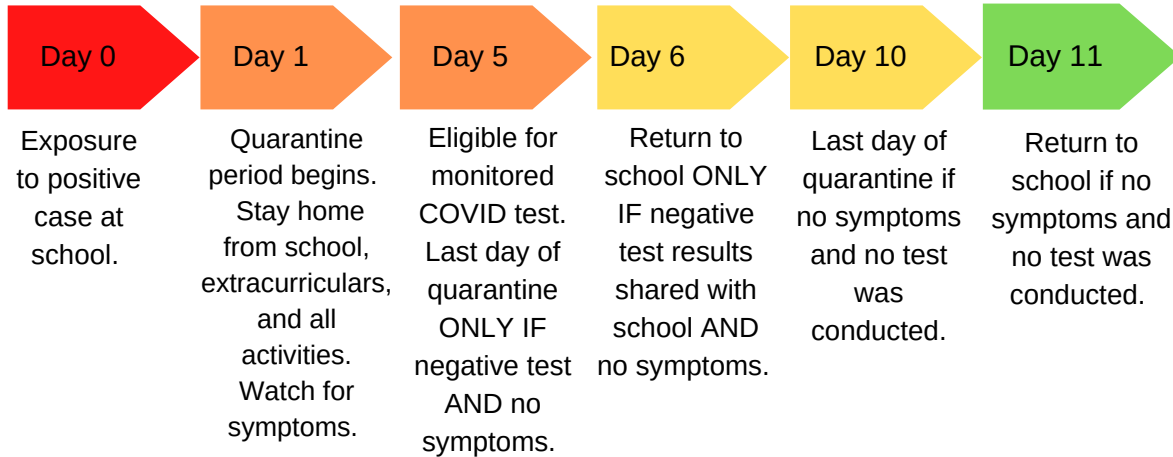 Day 0
Exposure
to positive
case at
school.
Day 1
Quarantine
period begins.
Stay home
from school,
extracurriculars,
and all
activities.
Watch for
symptoms.
Day 5
Eligible for
monitored
COVID test.
Last day of
quarantine
ONLY IF
negative test
AND no
symptoms.
Day 6
Return to
school ONLY
IF negative
test results
shared with
school AND
no symptoms.
Day 10
Last day of
quarantine if
no symptoms
and no test
was
conducted.
Day 11
Return to
school if no
symptoms and
no test was
conducted.